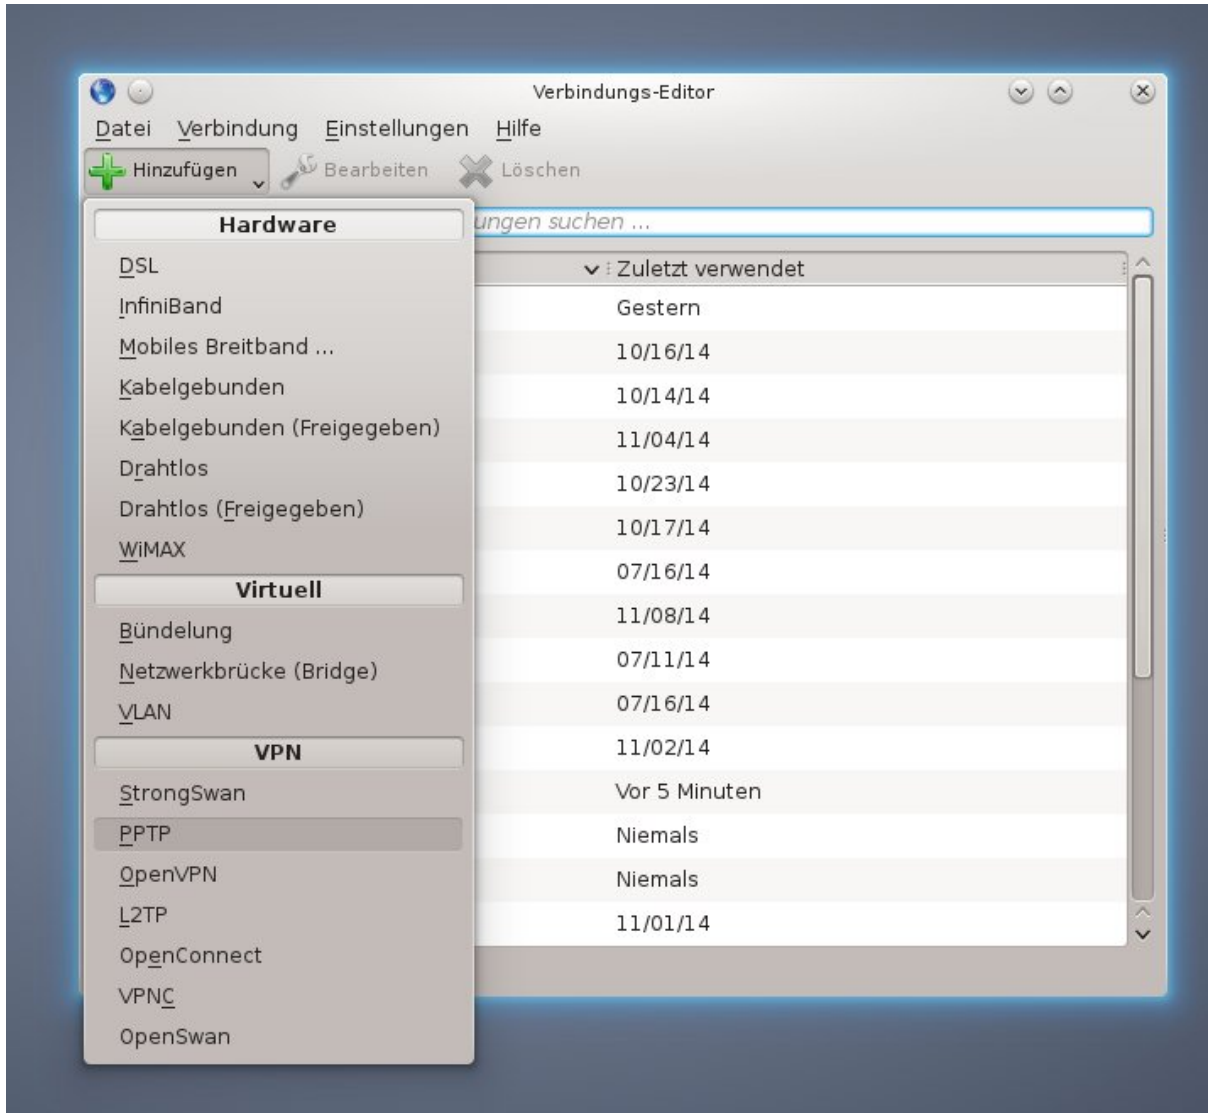 Verbindungs-Editor
Datei Verbindung Einstellungen Hilfe
Hinzufügen Bearbeiten Löschen
ungen suchen ...
Hardware
DSL
InfiniBand
Mobiles Breitband ...
Kabelgebunden
Kabelgebunden (Freigegeben)
Drahtlos
Drahtlos (Freigegeben)
WiMAX
Virtuell
Bündelung
Netzwerkbrücke (Bridge)
VLAN
VPN
StrongSwan
PPTP
OpenVPN
L2TP
OpenConnect
VPNC
OpenSwan
Zuletzt verwendet
Gestern
10/16/14
10/14/14
11/04/14
10/23/14
10/17/14
07/16/14
11/08/14
07/11/14
07/16/14
11/02/14
Vor 5 Minuten
Niemals
Niemals
11/01/14